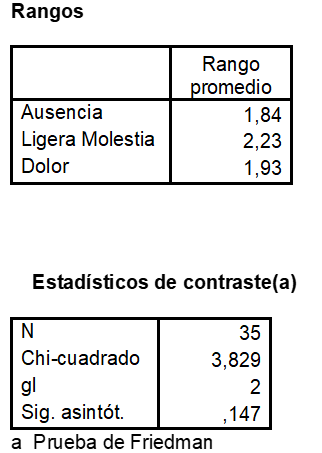 Rangos
Rango
promedio
Ausencia 1,84
Ligera Molestia 2,23
Dolor 1,93
Estadísticos de contraste(a)
N 35
Chi-cuadrado 3,829
gl 2
Sig. asintót. ,147
a Prueba de Friedman